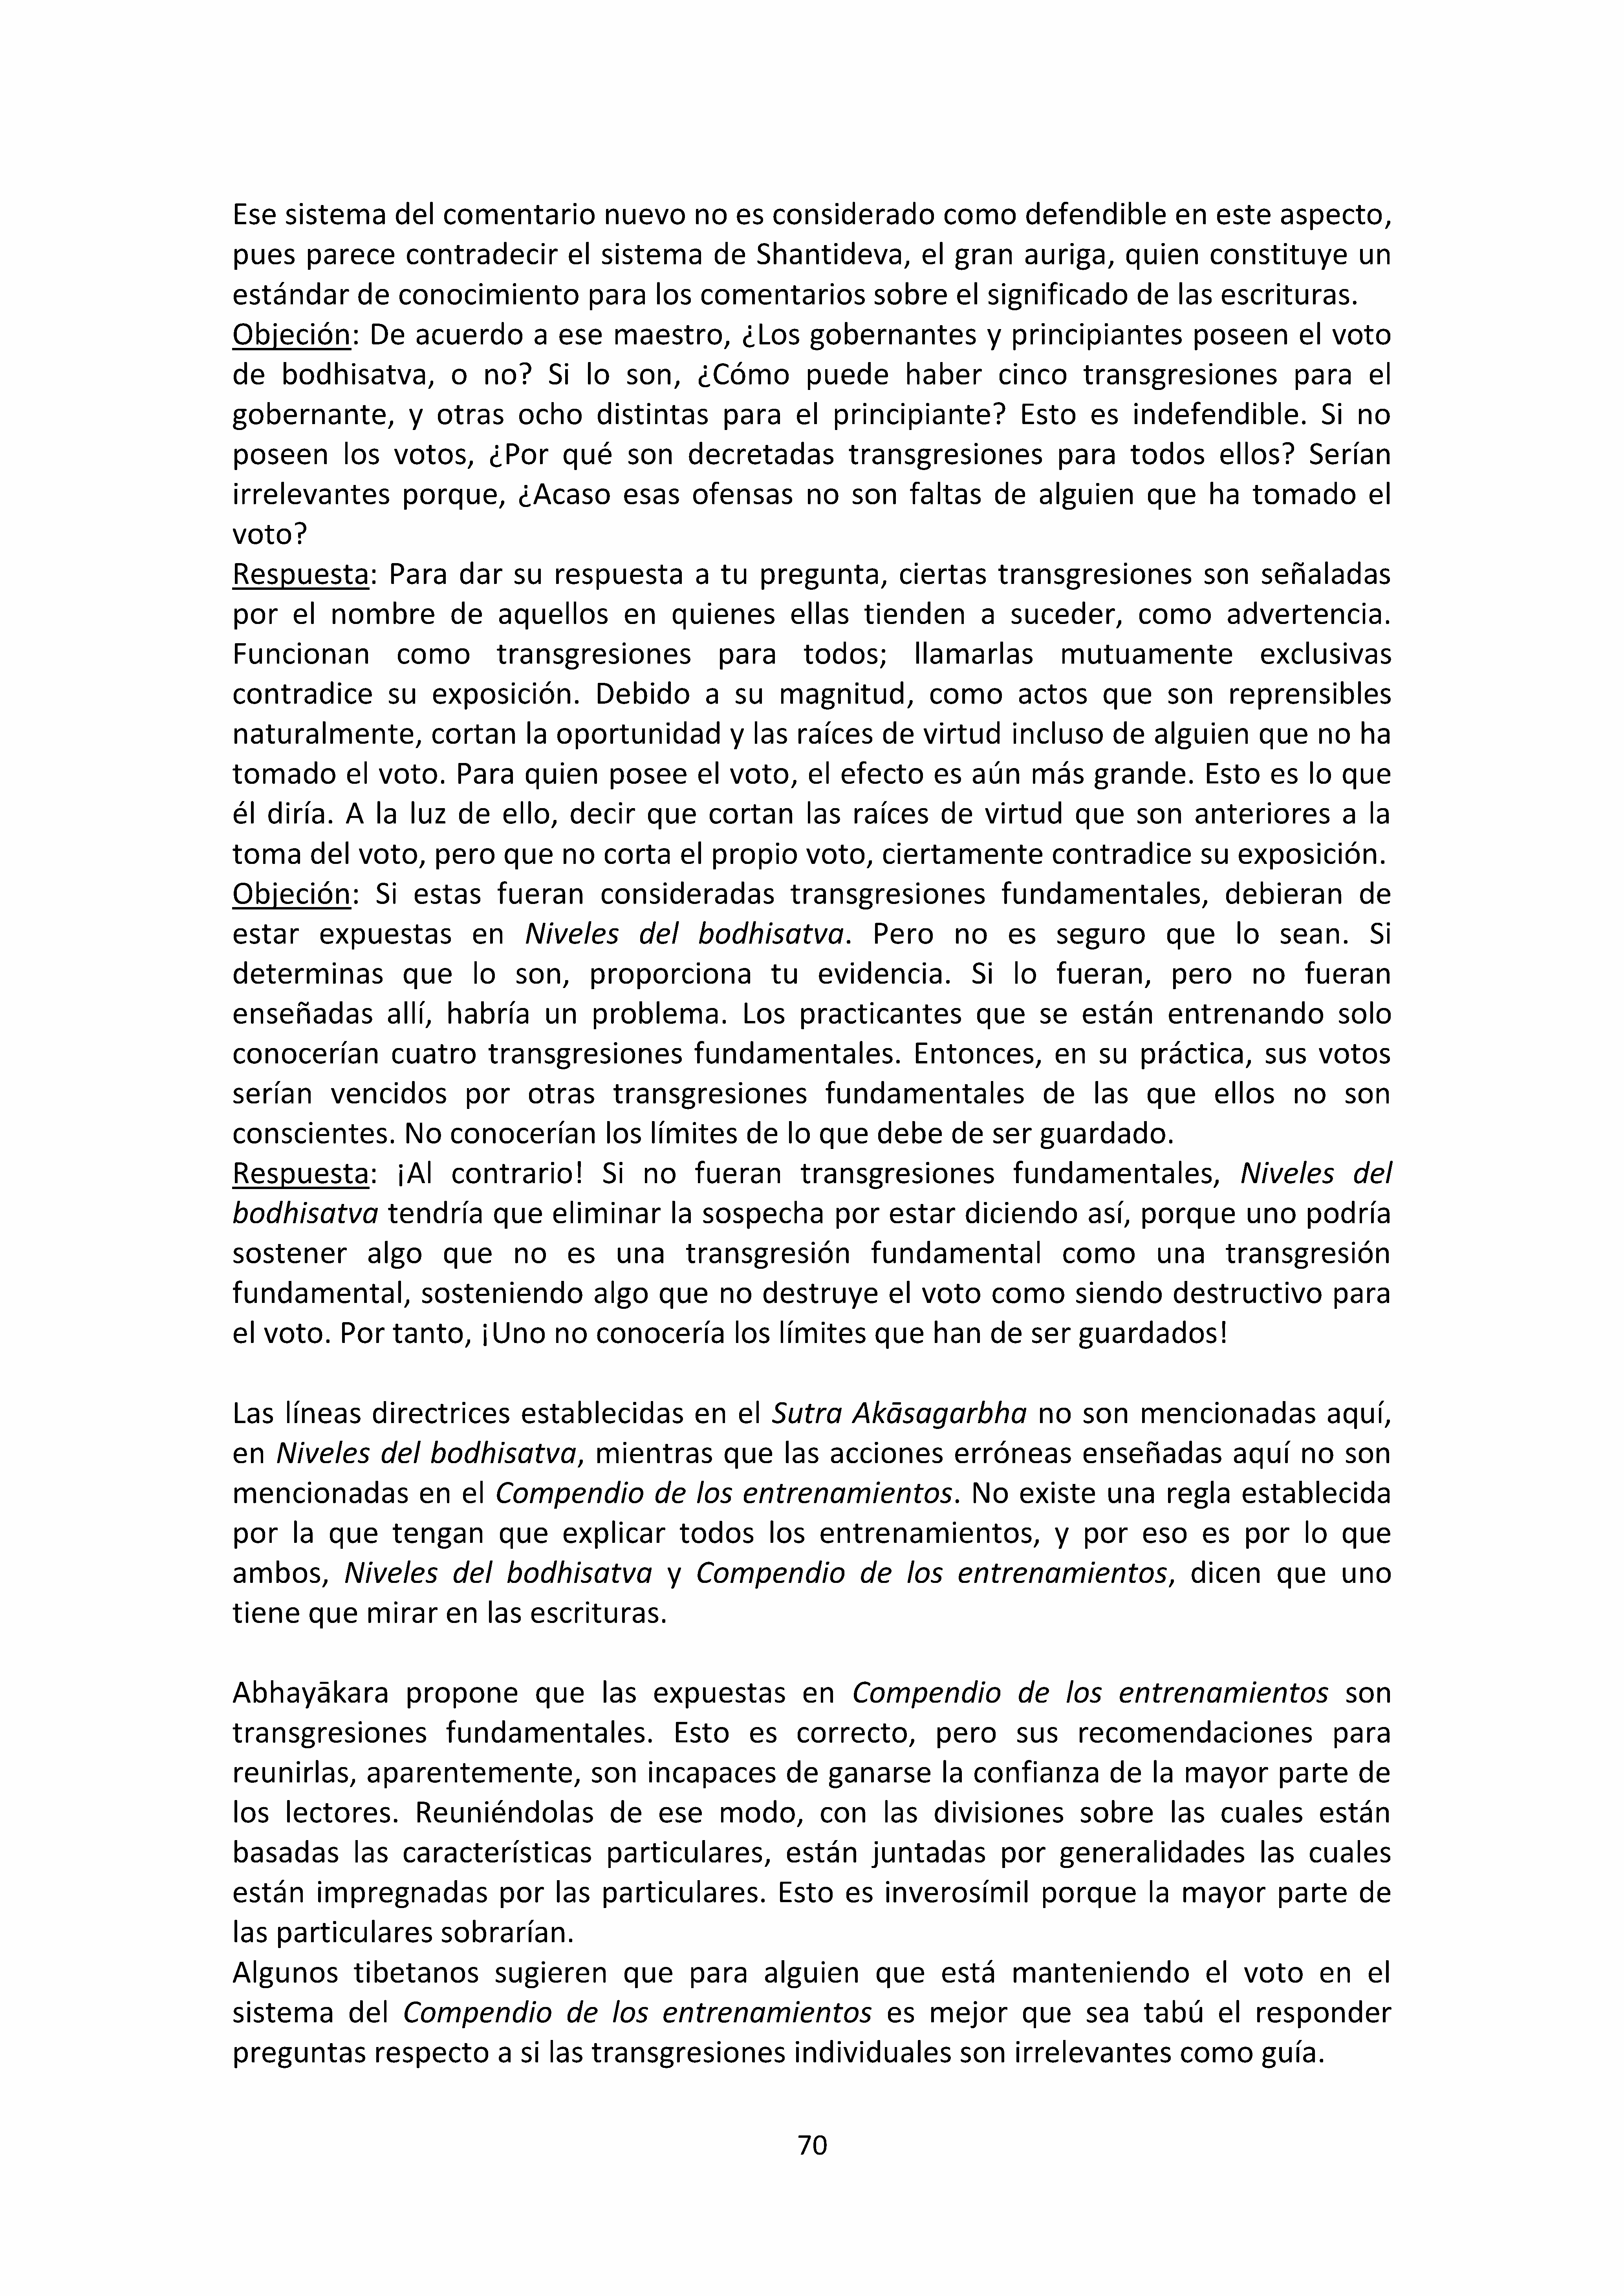 Ese sistema del comentario nuevo no es considerado como defendible en este aspecto,
pues parece contradecir el sistema de Shantideva, el gran auriga, quien constituye un
estándar de conocimiento para los comentarios sobre el significado de las escrituras.
Objeción: De acuerdo a ese maestro, ¿Los gobernantes y principiantes poseen el voto
de bodhisatva, o no? Si lo son, ¿Cómo puede haber cinco transgresiones para el
gobernante, y otras ocho distintas para el principiante? Esto es indefendible. Si no
poseen los votos, ¿Por qué son decretadas transgresiones para todos ellos? Serían
irrelevantes porque, ¿Acaso esas ofensas no son faltas de alguien que ha tomado el
voto?
Respuesta: Para dar su respuesta a tu pregunta, ciertas transgresiones son señaladas
por el nombre de aquellos en quienes ellas tienden a suceder, como advertencia.
Funcionan como transgresiones para todos; llamarlas mutuamente exclusivas
contradice su exposición. Debido a su magnitud, como actos que son reprensibles
naturalmente, cortan la oportunidad y las raíces de virtud incluso de alguien que no ha
tomado el voto. Para quien posee el voto, el efecto es aún más grande. Esto es lo que
él diría. A la luz de ello, decir que cortan las raíces de virtud que son anteriores a la
toma del voto, pero que no corta el propio voto, ciertamente contradice su exposición.
Objeción: Si estas fueran consideradas transgresiones fundamentales, debieran de
estar expuestas en Niveles del bodhisatva. Pero no es seguro que lo sean. Si
determinas que lo son, proporciona tu evidencia. Si lo fueran, pero no fueran
enseñadas allí, habría un problema. Los practicantes que se están entrenando solo
conocerían cuatro transgresiones fundamentales. Entonces, en su práctica, sus votos
serían vencidos por otras transgresiones fundamentales de las que ellos no son
conscientes. No conocerían los límites de lo que debe de ser guardado.
Respuesta: ¡Al contrario! Si no fueran transgresiones fundamentales, Niveles del
bodhisatva tendría que eliminar la sospecha por estar diciendo así, porque uno podría
sostener algo que no es una transgresión fundamental como una transgresión
fundamental, sosteniendo algo que no destruye el voto como siendo destructivo para
el voto. Por tanto, ¡Uno no conocería los límites que han de ser guardados!
Las líneas directrices establecidas en el Sutra Akāsagarbha no son mencionadas aquí,
en Niveles del bodhisatva, mientras que las acciones erróneas enseñadas aquí no son
mencionadas en el Compendio de los entrenamientos. No existe una regla establecida
por la que tengan que explicar todos los entrenamientos, y por eso es por lo que
ambos, Niveles del bodhisatva y Compendio de los entrenamientos, dicen que uno
tiene que mirar en las escrituras.
Abhayākara propone que las expuestas en Compendio de los entrenamientos son
transgresiones fundamentales. Esto es correcto, pero sus recomendaciones para
reunirlas, aparentemente, son incapaces de ganarse la confianza de la mayor parte de
los lectores. Reuniéndolas de ese modo, con las divisiones sobre las cuales están
basadas las características particulares, están juntadas por generalidades las cuales
están impregnadas por las particulares. Esto es inverosímil porque la mayor parte de
las particulares sobrarían.
Algunos tibetanos sugieren que para alguien que está manteniendo el voto en el
sistema del Compendio de los entrenamientos es mejor que sea tabú el responder
preguntas respecto a si las transgresiones individuales son irrelevantes como guía.
70